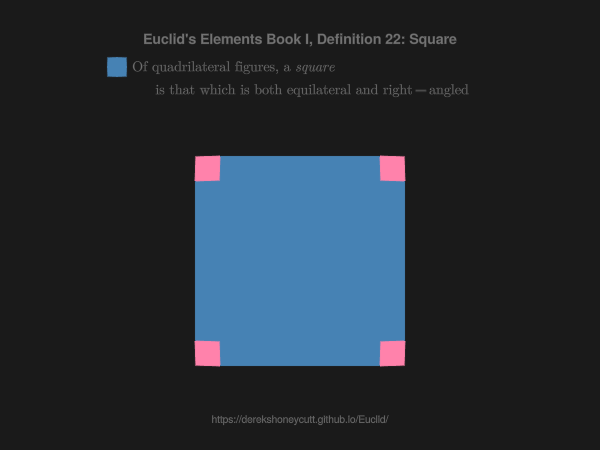 Euclid's Elements Book I, Definition 22: Square
Of quadrilateral figures, a square
is that which is both equilateral and right–angled
https://derekshoneycutt.github.io/Euclid/